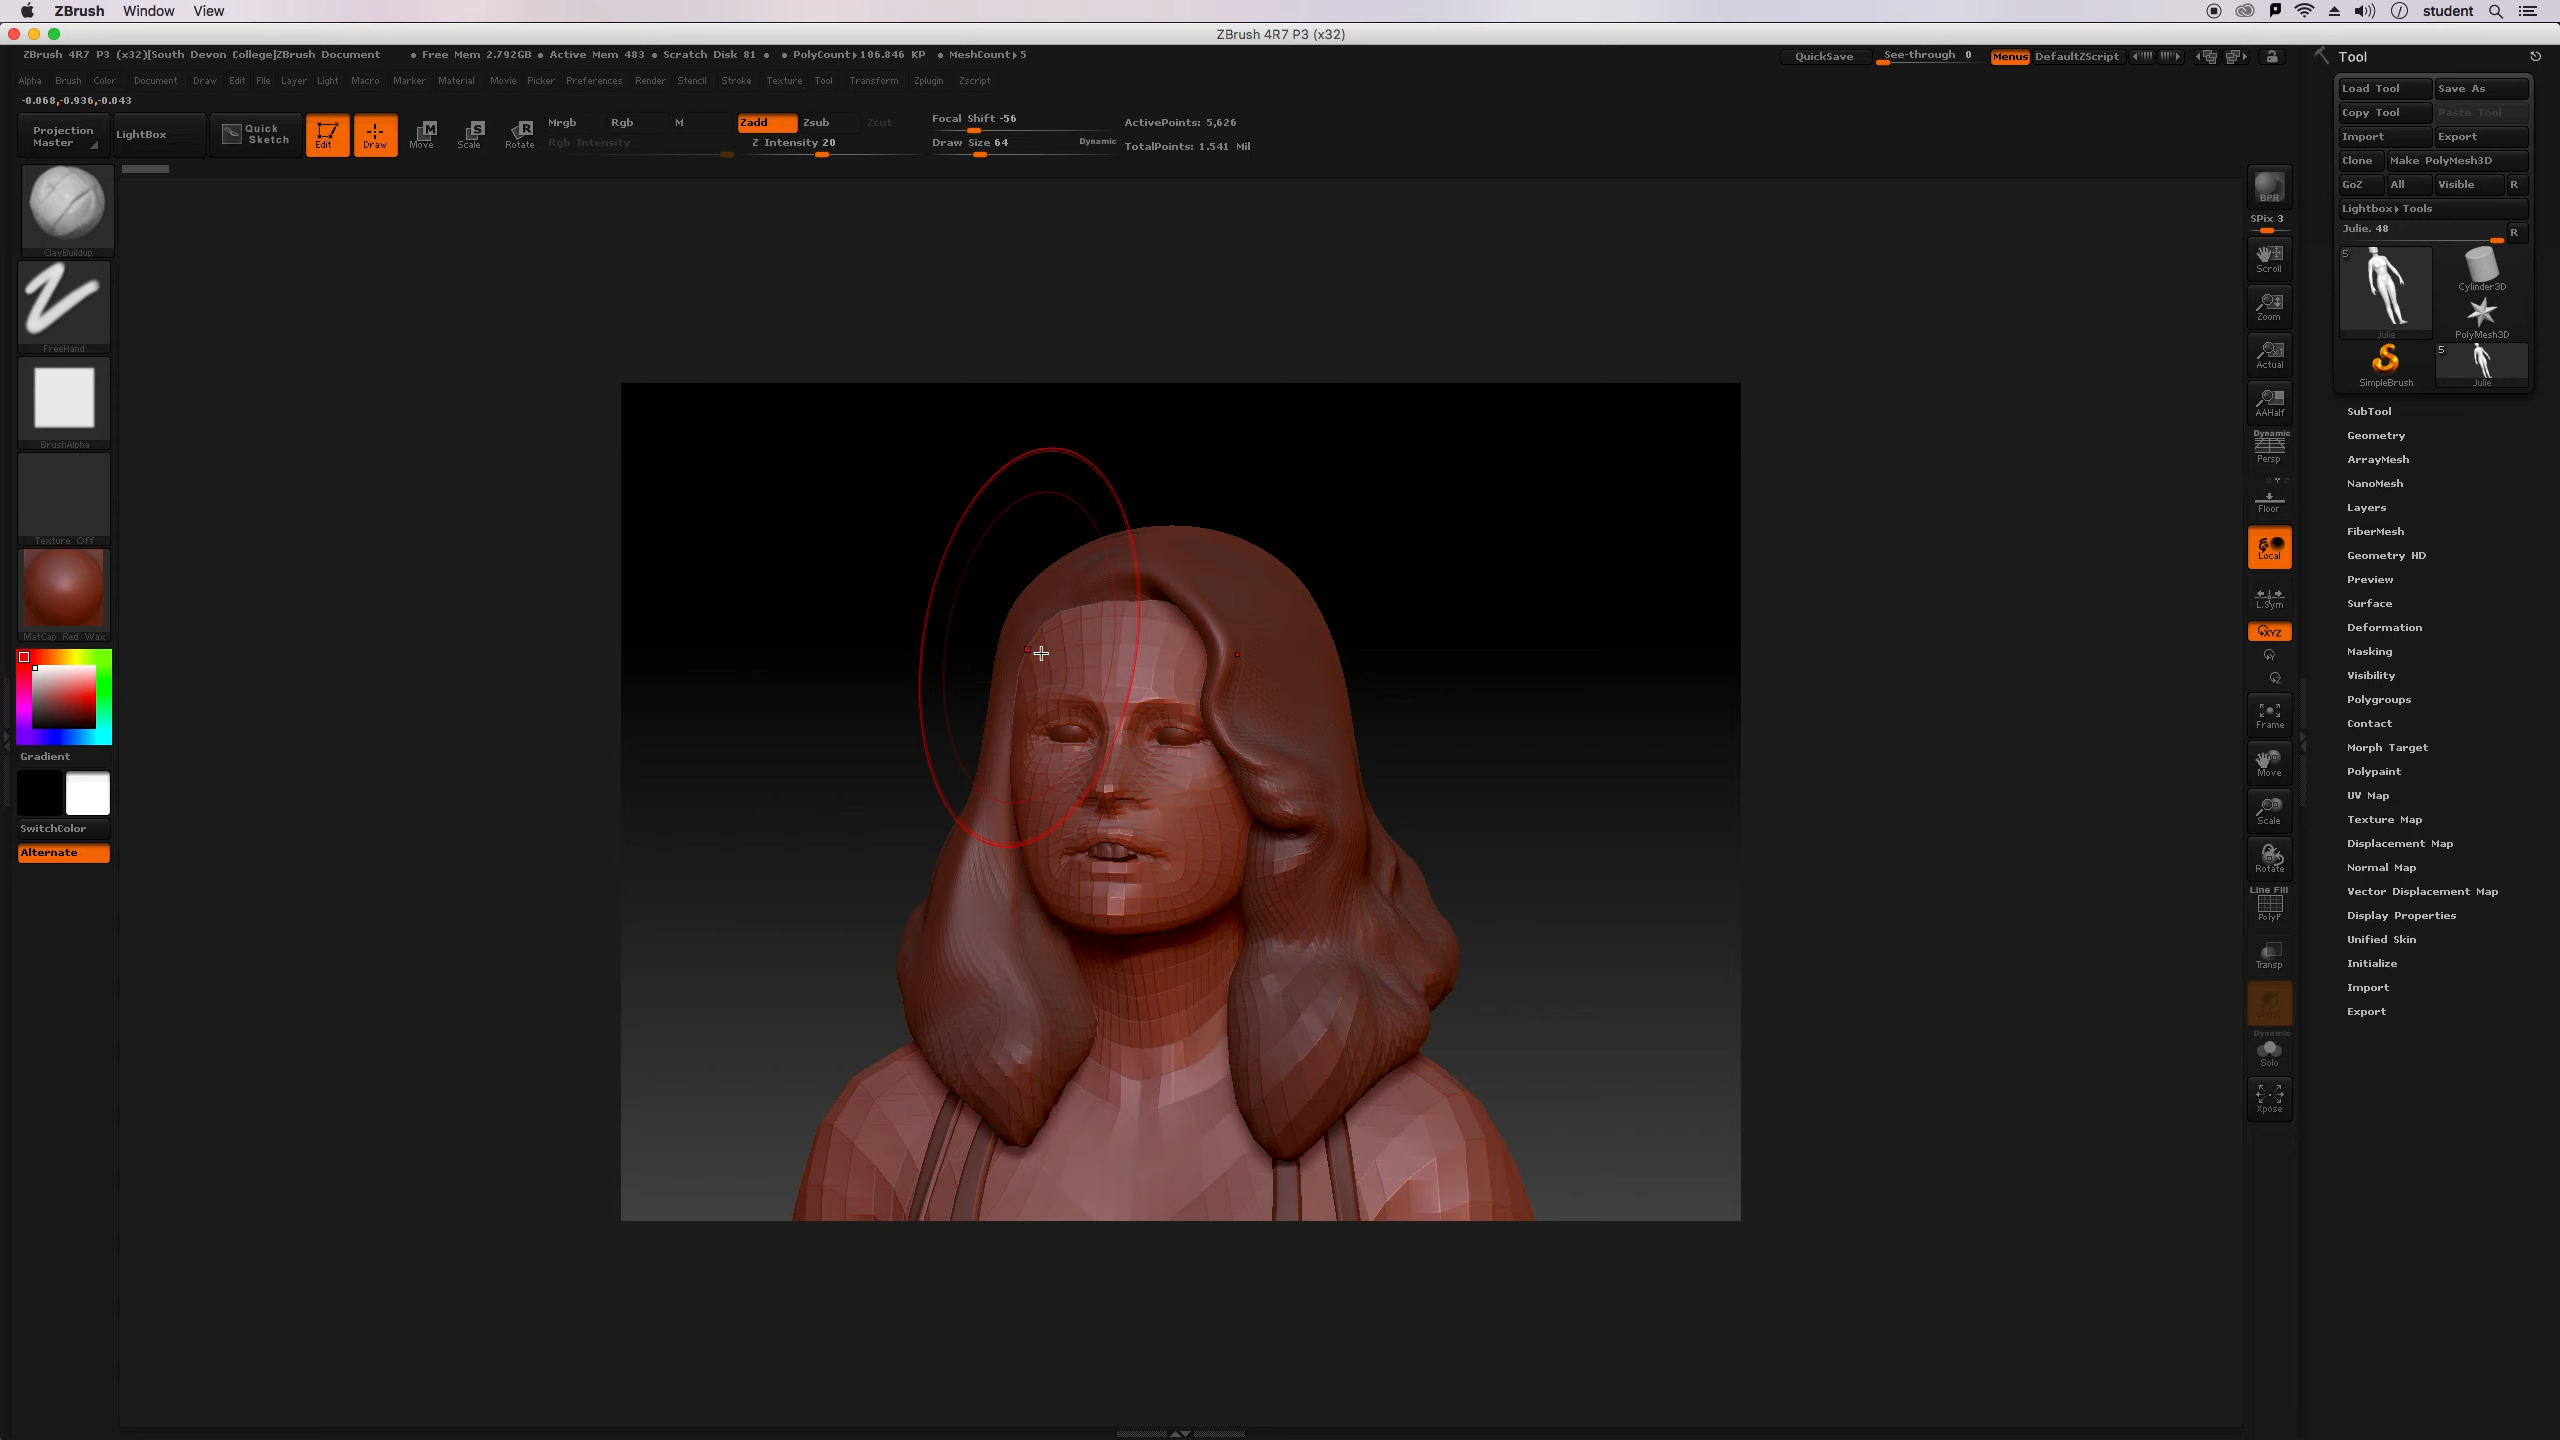 ZBrush Window View
student
ZBrush 4R7 P3 (x32)
ZBrush 4R7 P3 (x32)[South Devon College]ZBrush Document • Free Mem 2.792GB • Active Mem 483 • Scratch Disk 81 • • PolyCount▸106.846 KP • MeshCount▸5
QuickSave See-through 0 Menus DefaultZScript
Alpha Brush Color Document Draw Edit File Layer Light Macro Marker Material Movie Picker Preferences Render Stencil Stroke Texture Tool Transform Zplugin Zscript
-0.068,-0.936,-0.043
Projection Master
LightBox
Quick Sketch
Edit
Draw
Move
Scale
Rotate
Mrgb Rgb M
Rgb Intensity
Zadd Zsub Zcut
Z Intensity 20
Focal Shift -56
Draw Size 64 Dynamic
ActivePoints: 5,626
TotalPoints: 1.541 Mil
ClayBuildup
FreeHand
BrushAlpha
Texture Off
MatCap Red Wax
Gradient
SwitchColor
Alternate
BPR
SPix 3
Scroll
Zoom
Actual
AAHalf
Dynamic
Persp
Floor
Local
L.Sym
XYZ
Frame
Move
Scale
Rotate
Line Fill
PolyF
Transp
Ghost
Dynamic
Solo
Xpose
Tool
Load Tool Save As
Copy Tool Paste Tool
Import Export
Clone Make PolyMesh3D
GoZ All Visible R
Lightbox▸Tools
Julie. 48 R
5
Julie
Cylinder3D
PolyMesh3D
SimpleBrush
5
Julie
SubTool
Geometry
ArrayMesh
NanoMesh
Layers
FiberMesh
Geometry HD
Preview
Surface
Deformation
Masking
Visibility
Polygroups
Contact
Morph Target
Polypaint
UV Map
Texture Map
Displacement Map
Normal Map
Vector Displacement Map
Display Properties
Unified Skin
Initialize
Import
Export